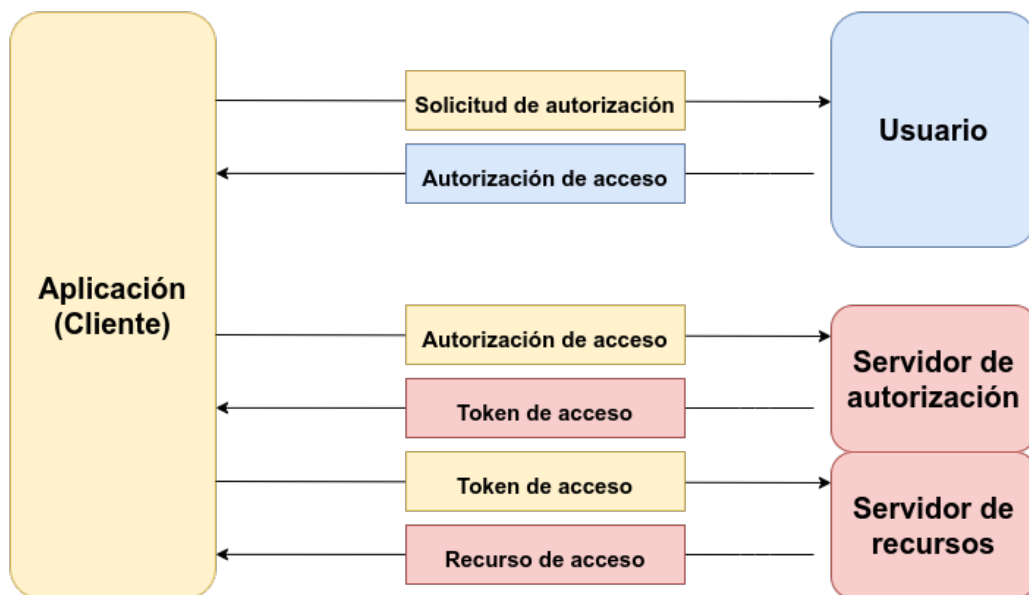 Solicitud de autorización
Usuario
Autorización de acceso
Aplicación
(Cliente)
Autorización de acceso
Servidor de
autorización
Token de acceso
Token de acceso
Servidor de
recursos
Recurso de acceso